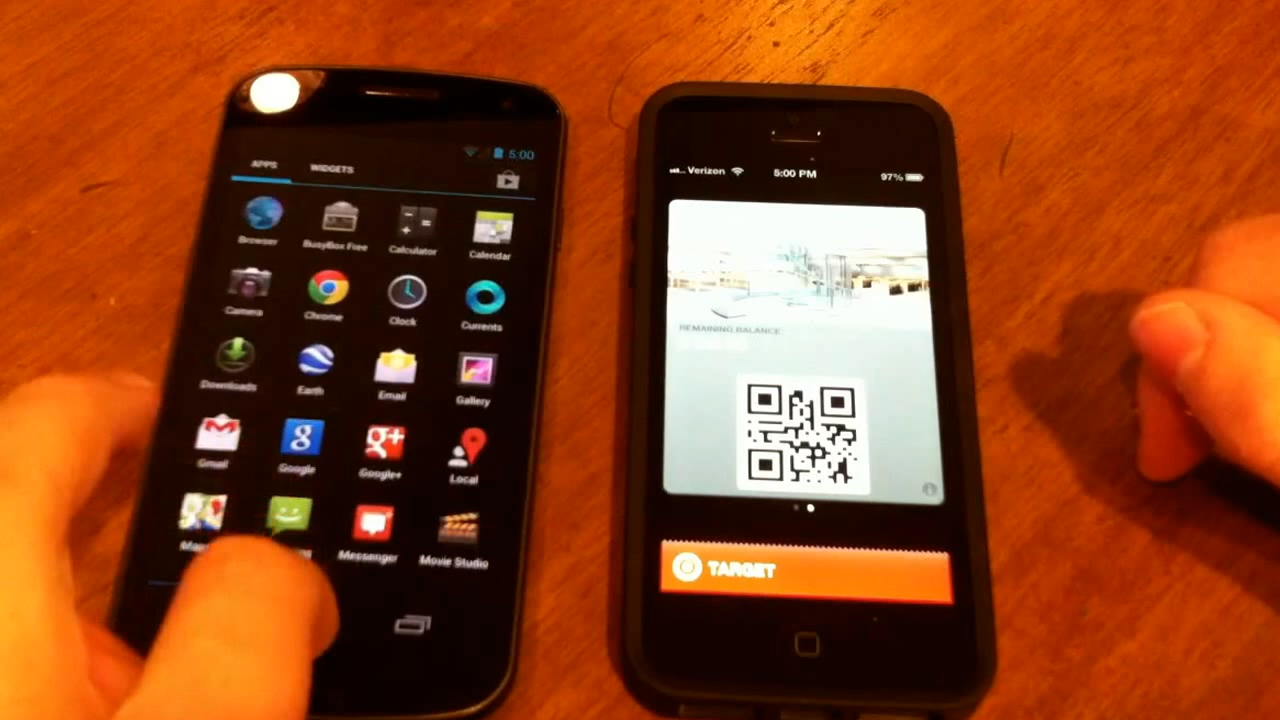 5:00
APPS WIDGETS
Browser BusyBox Free Calculator Calendar
Camera Chrome Clock Currents
Downloads Earth Email Gallery
Gmail Google Google+ Local
Messenger Movie Studio
Verizon 5:00 PM 97%
REMAINING BALANCE
TARGET